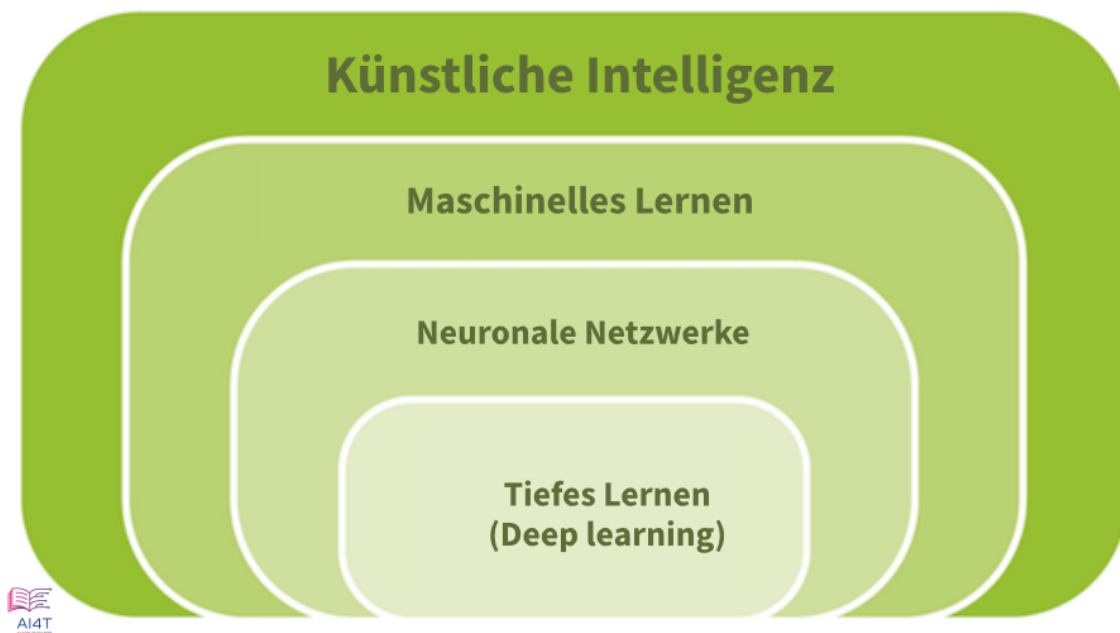 Künstliche Intelligenz
Maschinelles Lernen
Neuronale Netzwerke
Tiefes Lernen
(Deep learning)
AI4T